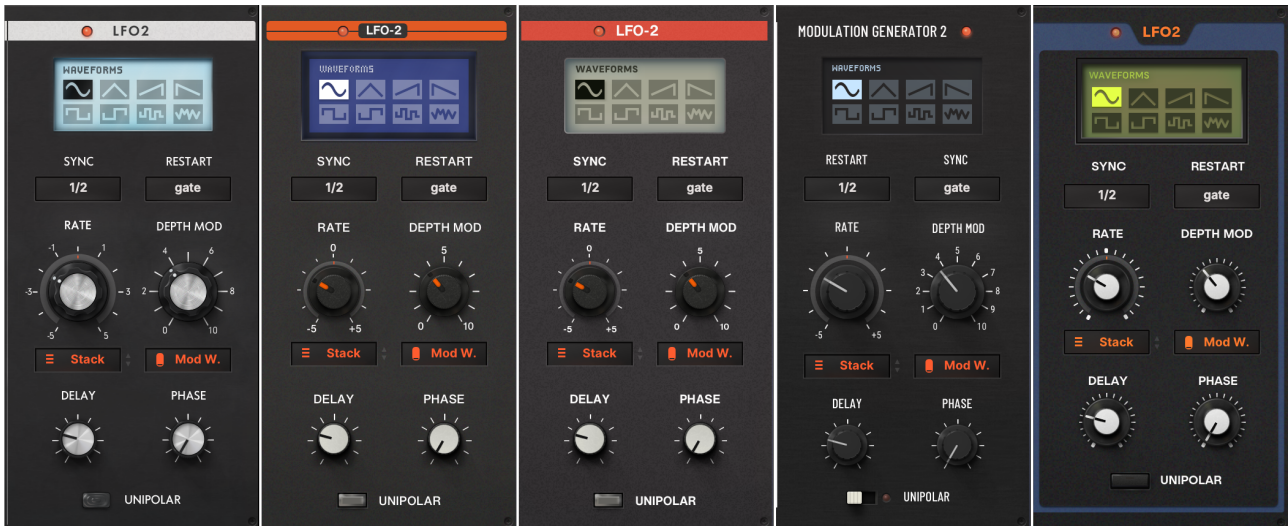 LFO2
WAVEFORMS
SYNC RESTART
1/2 gate
RATE DEPTH MOD
-1 1 4 6
-3 3 2 8
-5 5 0 10
Stack Mod W.
DELAY PHASE
UNIPOLAR
LFO-2
WAVEFORMS
SYNC RESTART
1/2 gate
RATE DEPTH MOD
0 5
-5 +5 0 10
Stack Mod W.
DELAY PHASE
UNIPOLAR
LFO-2
WAVEFORMS
SYNC RESTART
1/2 gate
RATE DEPTH MOD
0 5
-5 +5 0 10
Stack Mod W.
DELAY PHASE
UNIPOLAR
MODULATION GENERATOR 2
WAVEFORMS
RESTART SYNC
1/2 gate
RATE DEPTH MOD
4 5 6
3 7
2 8
1 9
-5 +5 0 10
Stack Mod W.
DELAY PHASE
UNIPOLAR
LFO2
WAVEFORMS
SYNC RESTART
1/2 gate
RATE DEPTH MOD
Stack Mod W.
DELAY PHASE
UNIPOLAR